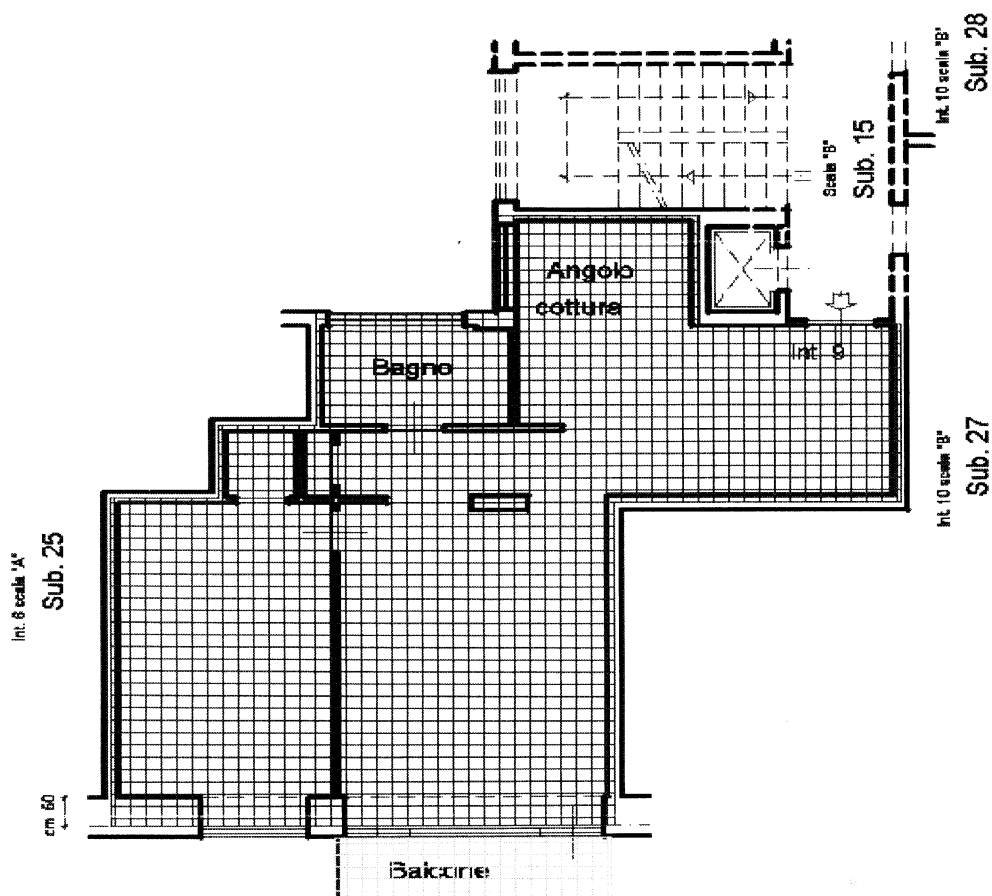 Int. 10 scala "B"
Sub. 28
Scala "B"
Sub. 15
Angolo
cottura
Int 9
Bagno
Int. 10 scala "B"
Sub. 27
Int. 6 scala "A"
Sub. 25
cm 60
Balcone